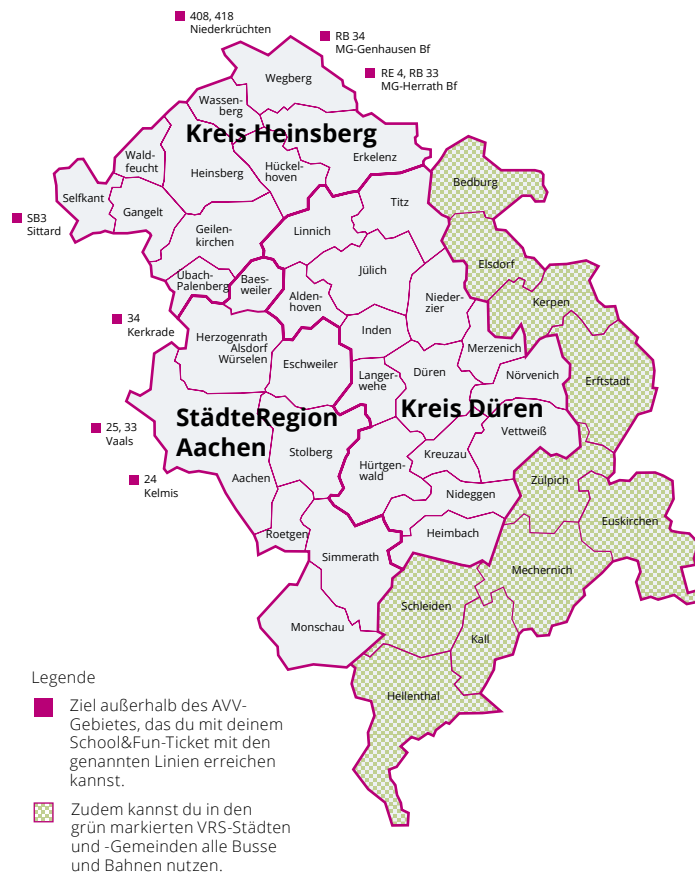 408, 418
Niederkrüchten
RB 34
MG-Genhausen Bf
RE 4, RB 33
MG-Herrath Bf
Wegberg
Wassen-
berg
Kreis Heinsberg
Erkelenz
Wald-
feucht
Heinsberg
Hückel-
hoven
Bedburg
Selfkant
Gangelt
Titz
SB3
Sittard
Geilen-
kirchen
Linnich
Elsdorf
Jülich
Übach-
Palenberg
Baes-
weiler
Alden-
hoven
Nieder-
zier
Kerpen
34
Kerkrade
Herzogenrath
Alsdorf
Würselen
Inden
Merzenich
Eschweiler
Langer-
wehe
Düren
Nörvenich
Erftstadt
StädteRegion
Aachen
Kreis Düren
25, 33
Vaals
Vettweiß
Stolberg
Kreuzau
24
Kelmis
Aachen
Hürtgen-
wald
Zülpich
Nideggen
Euskirchen
Roetgen
Heimbach
Simmerath
Mechernich
Schleiden
Monschau
Kall
Hellenthal
Legende
Ziel außerhalb des AVV-
Gebietes, das du mit deinem
School&Fun-Ticket mit den
genannten Linien erreichen
kannst.
Zudem kannst du in den
grün markierten VRS-Städten
und -Gemeinden alle Busse
und Bahnen nutzen.